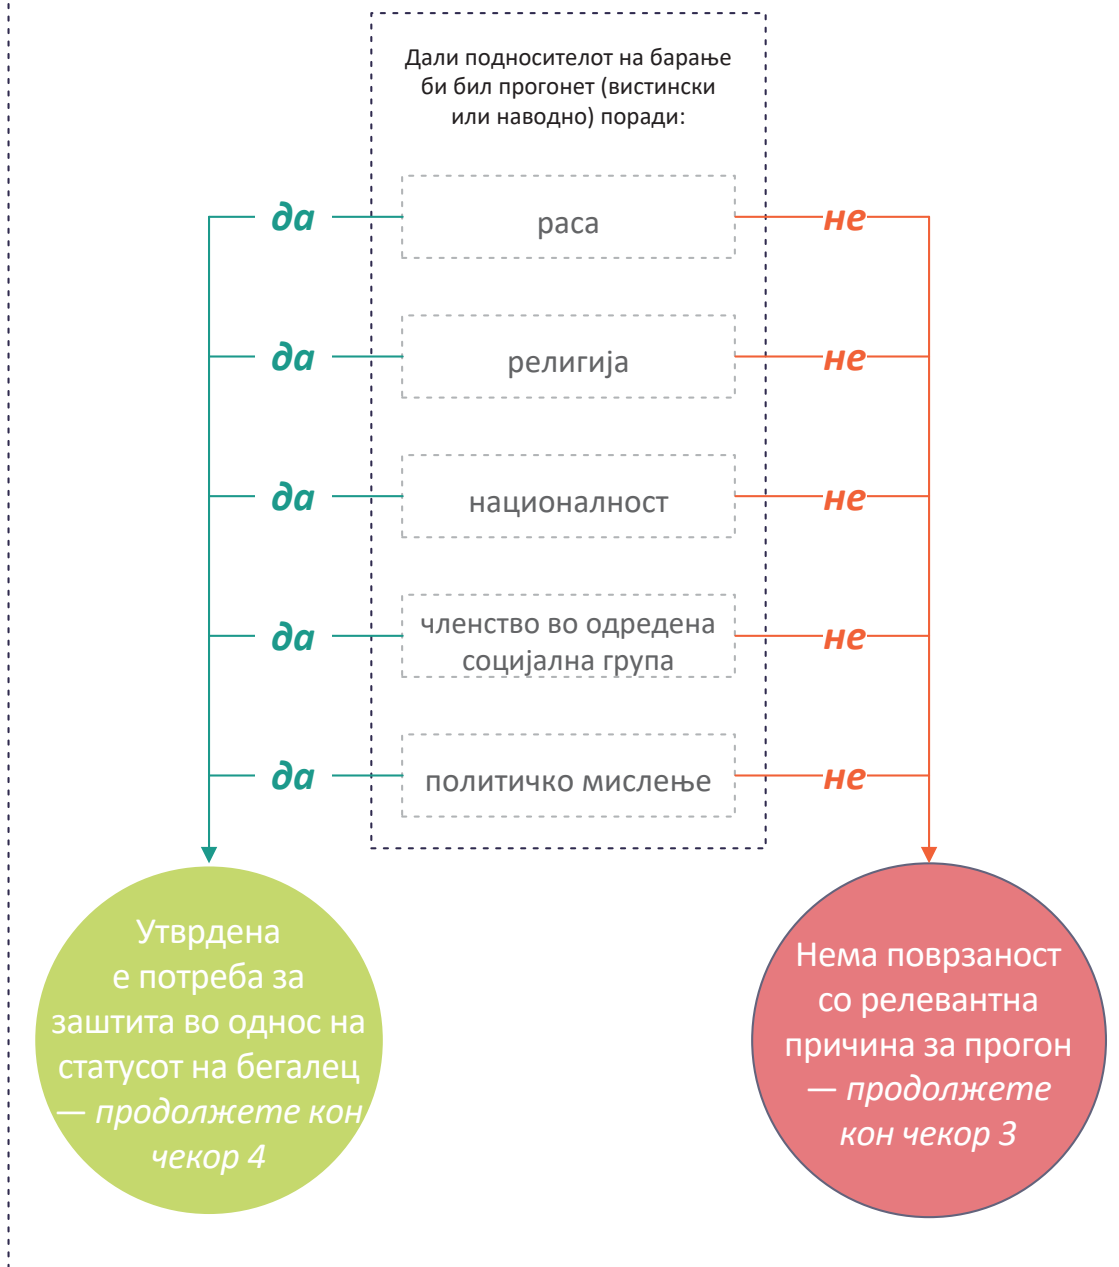 Дали подносителот на барање
би бил прогонет (вистински
или наводно) поради:
да
раса
не
да
религија
не
да
националност
не
да
членство во одредена
социјална група
не
да
политичко мислење
не
Утврдена
е потреба за
заштита во однос на
статусот на бегалец
— продолжете кон
чекор 4
Нема поврзаност
со релевантна
причина за прогон
— продолжете
кон чекор 3